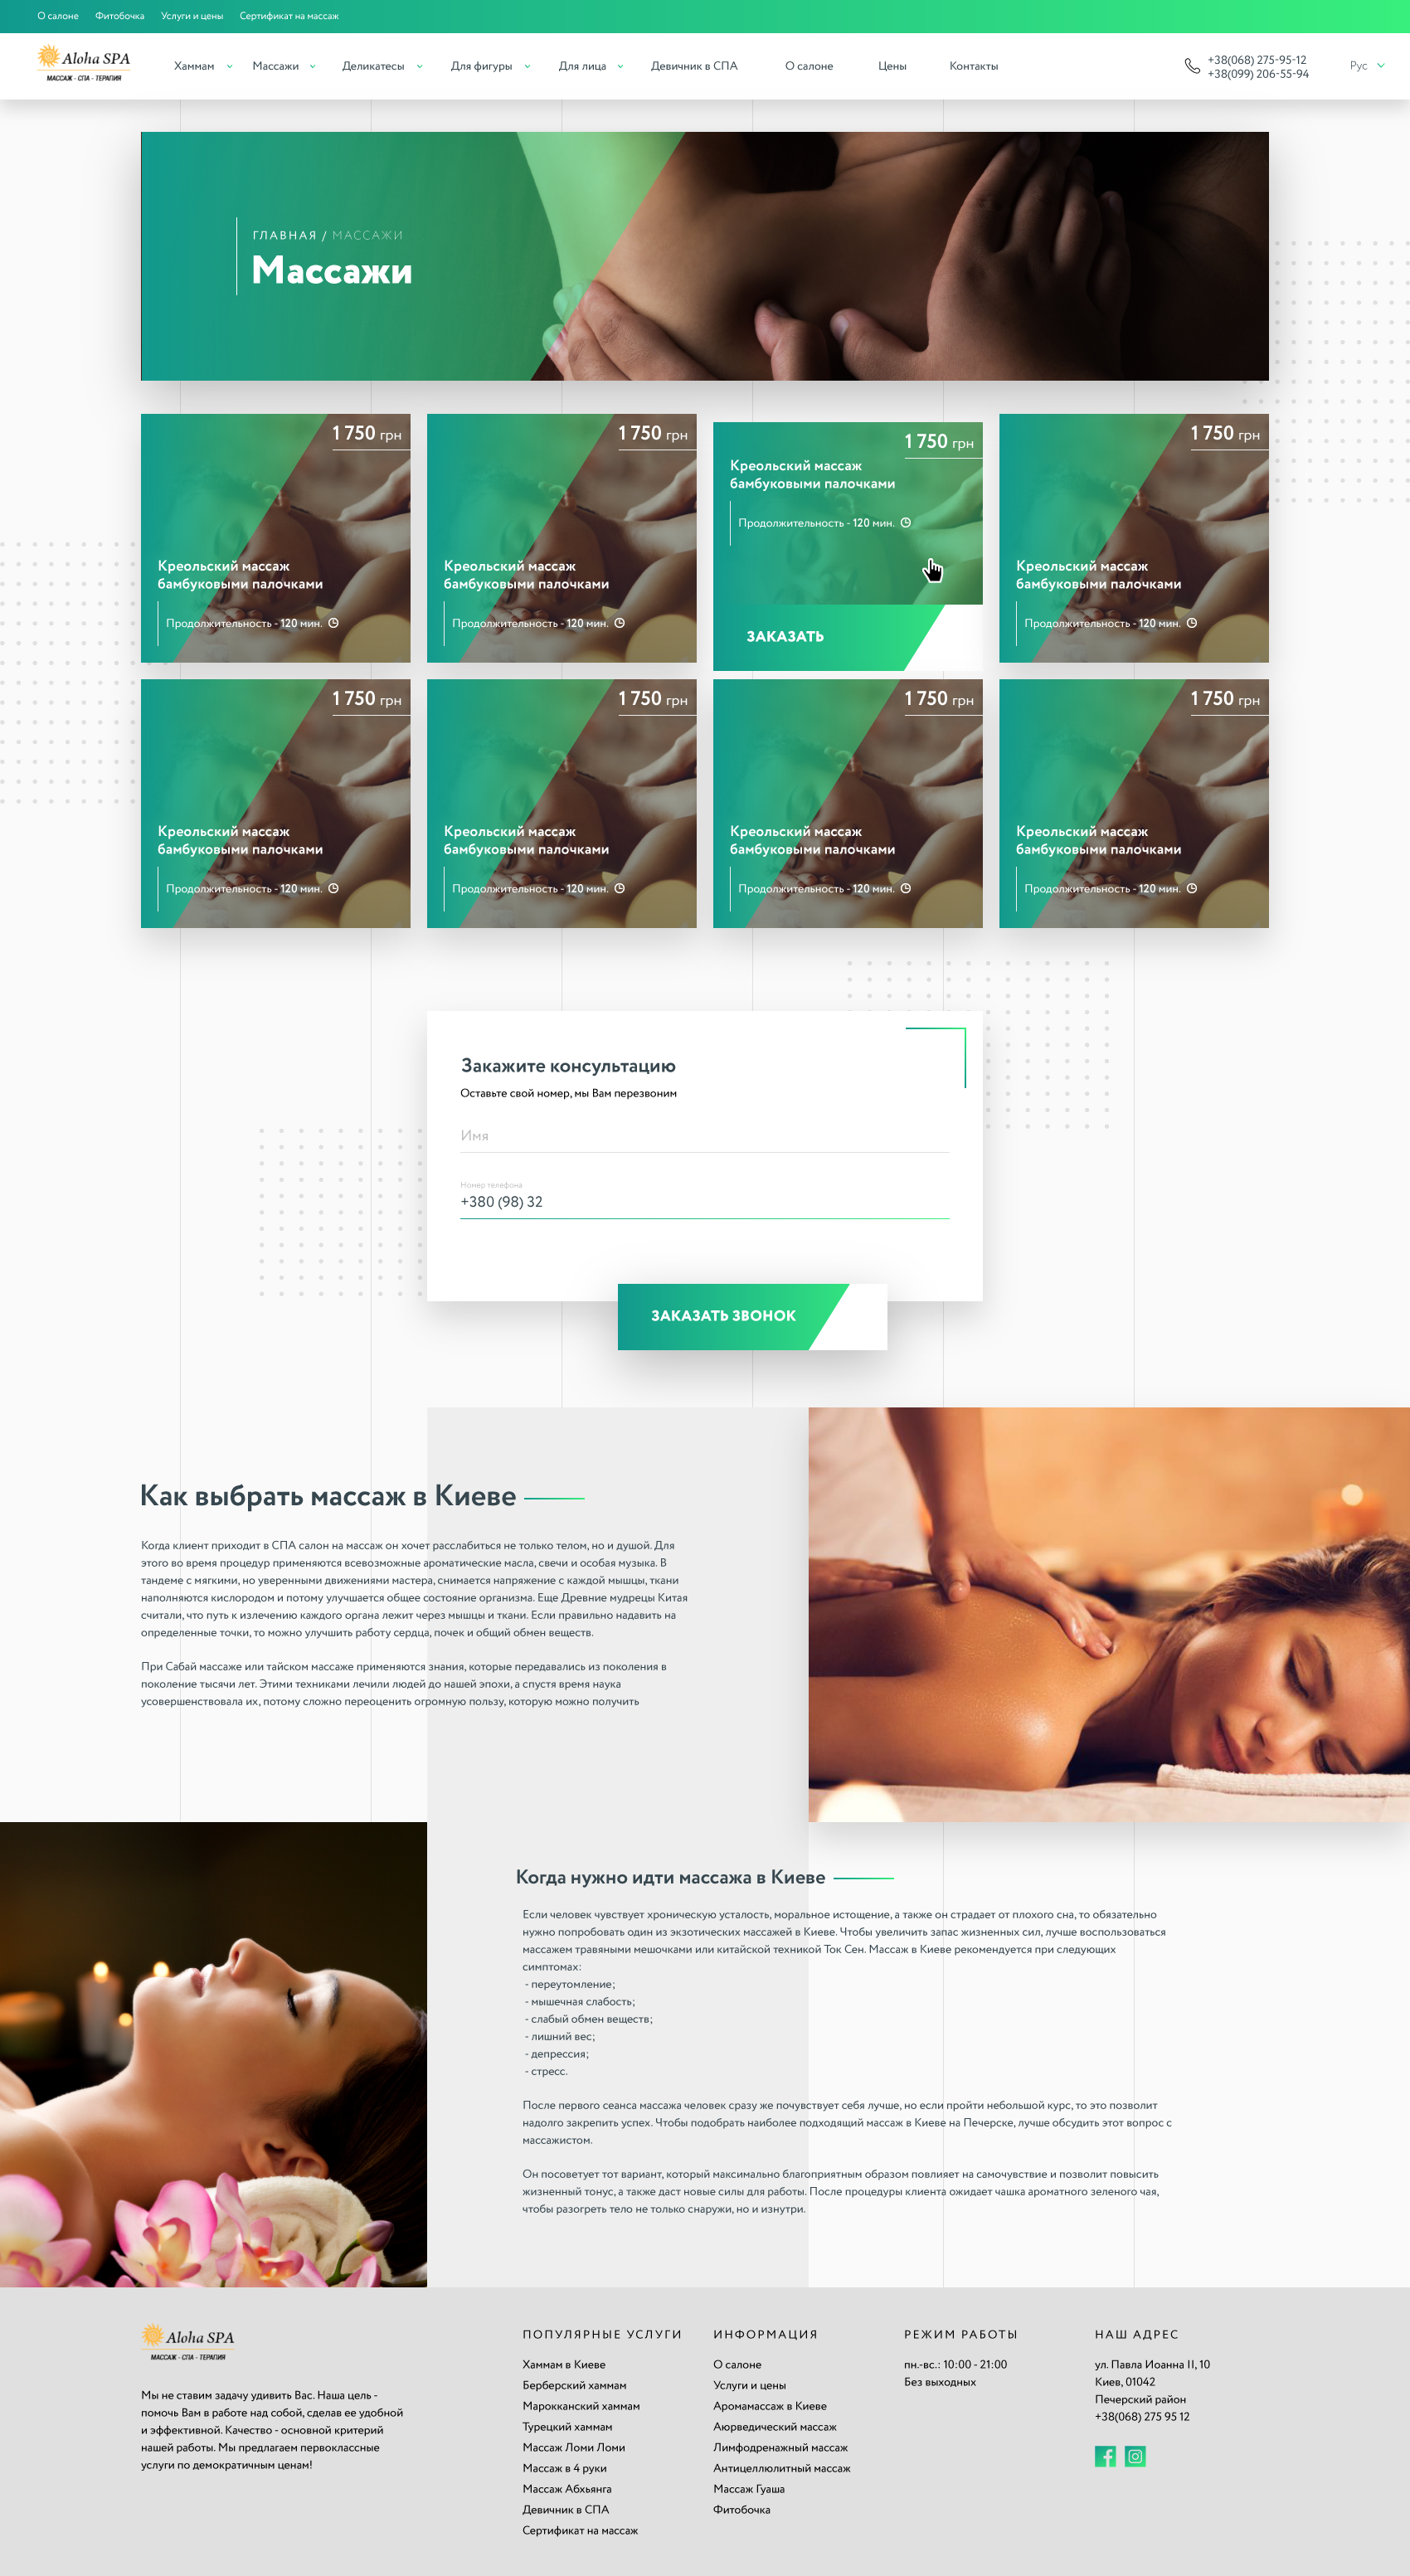 О салоне Фитобочка Услуги и цены Сертификат на массаж
Aloha SPA
МАССАЖ - СПА - ТЕРАПИЯ
Хаммам Массажи Деликатесы Для фигуры Для лица Девичник в СПА О салоне Цены Контакты
+38(068) 275-95-12
+38(099) 206-55-94
Рус
ГЛАВНАЯ / МАССАЖИ
Массажи
1 750 грн
Креольский массаж
бамбуковыми палочками
Продолжительность - 120 мин.
1 750 грн
Креольский массаж
бамбуковыми палочками
Продолжительность - 120 мин.
1 750 грн
Креольский массаж
бамбуковыми палочками
Продолжительность - 120 мин.
ЗАКАЗАТЬ
1 750 грн
Креольский массаж
бамбуковыми палочками
Продолжительность - 120 мин.
1 750 грн
Креольский массаж
бамбуковыми палочками
Продолжительность - 120 мин.
1 750 грн
Креольский массаж
бамбуковыми палочками
Продолжительность - 120 мин.
1 750 грн
Креольский массаж
бамбуковыми палочками
Продолжительность - 120 мин.
1 750 грн
Креольский массаж
бамбуковыми палочками
Продолжительность - 120 мин.
Закажите консультацию
Оставьте свой номер, мы Вам перезвоним
Имя
Номер телефона
+380 (98) 32
ЗАКАЗАТЬ ЗВОНОК
Как выбрать массаж в Киеве
Когда клиент приходит в СПА салон на массаж он хочет расслабиться не только телом, но и душой. Для
этого во время процедур применяются всевозможные ароматические масла, свечи и особая музыка. В
тандеме с мягкими, но уверенными движениями мастера, снимается напряжение с каждой мышцы, ткани
наполняются кислородом и потому улучшается общее состояние организма. Еще Древние мудрецы Китая
считали, что путь к излечению каждого органа лежит через мышцы и ткани. Если правильно надавить на
определенные точки, то можно улучшить работу сердца, почек и общий обмен веществ.
При Сабай массаже или тайском массаже применяются знания, которые передавались из поколения в
поколение тысячи лет. Этими техниками лечили людей до нашей эпохи, а спустя время наука
усовершенствовала их, потому сложно переоценить огромную пользу, которую можно получить
Когда нужно идти массажа в Киеве
Если человек чувствует хроническую усталость, моральное истощение, а также он страдает от плохого сна, то обязательно
нужно попробовать один из экзотических массажей в Киеве. Чтобы увеличить запас жизненных сил, лучше воспользоваться
массажем травяными мешочками или китайской техникой Ток Сен. Массаж в Киеве рекомендуется при следующих
симптомах:
- переутомление;
- мышечная слабость;
- слабый обмен веществ;
- лишний вес;
- депрессия;
- стресс.
После первого сеанса массажа человек сразу же почувствует себя лучше, но если пройти небольшой курс, то это позволит
надолго закрепить успех. Чтобы подобрать наиболее подходящий массаж в Киеве на Печерске, лучше обсудить этот вопрос с
массажистом.
Он посоветует тот вариант, который максимально благоприятным образом повлияет на самочувствие и позволит повысить
жизненный тонус, а также даст новые силы для работы. После процедуры клиента ожидает чашка ароматного зеленого чая,
чтобы разогреть тело не только снаружи, но и изнутри.
Aloha SPA
МАССАЖ - СПА - ТЕРАПИЯ
Мы не ставим задачу удивить Вас. Наша цель -
помочь Вам в работе над собой, сделав ее удобной
и эффективной. Качество - основной критерий
нашей работы. Мы предлагаем первоклассные
услуги по демократичным ценам!
ПОПУЛЯРНЫЕ УСЛУГИ
Хаммам в Киеве
Берберский хаммам
Марокканский хаммам
Турецкий хаммам
Массаж Ломи Ломи
Массаж в 4 руки
Массаж Абхьянга
Девичник в СПА
Сертификат на массаж
ИНФОРМАЦИЯ
О салоне
Услуги и цены
Аромамассаж в Киеве
Аюрведический массаж
Лимфодренажный массаж
Антицеллюлитный массаж
Массаж Гуаша
Фитобочка
РЕЖИМ РАБОТЫ
пн.-вс.: 10:00 - 21:00
Без выходных
НАШ АДРЕС
ул. Павла Иоанна II, 10
Киев, 01042
Печерский район
+38(068) 275 95 12